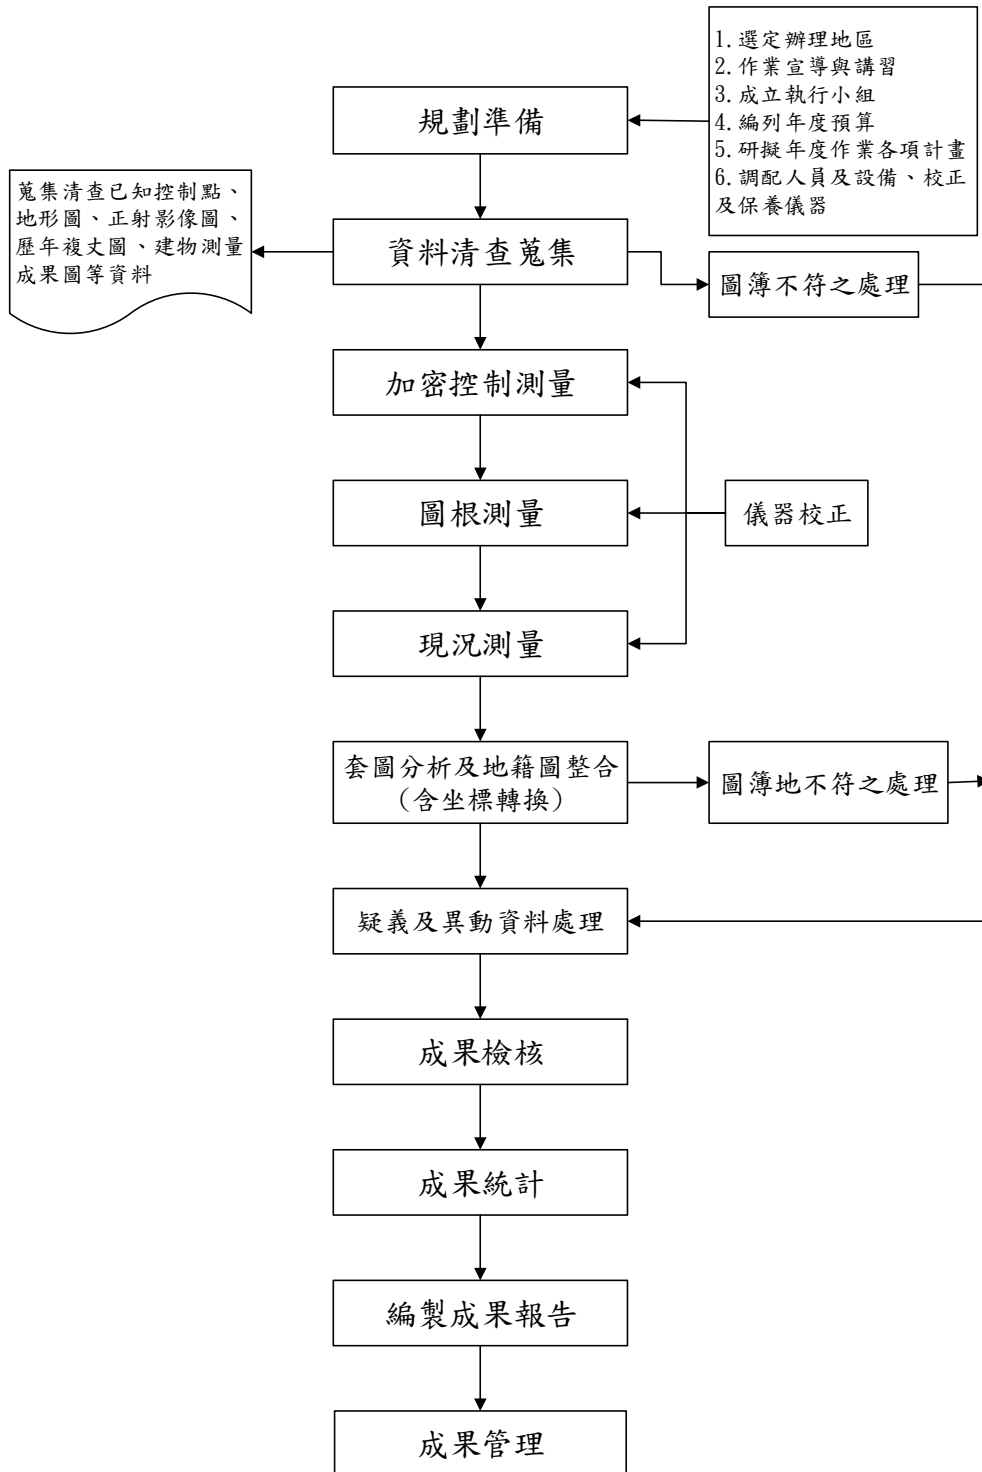 1.選定辦理地區
2.作業宣導與講習
3.成立執行小組
4.編列年度預算
5.研擬年度作業各項計畫
6.調配人員及設備、校正
及保養儀器
規劃準備
蒐集清查已知控制點、
地形圖、正射影像圖、
歷年複丈圖、建物測量
成果圖等資料
資料清查蒐集
圖簿不符之處理
加密控制測量
圖根測量
儀器校正
現況測量
套圖分析及地籍圖整合
(含坐標轉換)
圖簿地不符之處理
疑義及異動資料處理
成果檢核
成果統計
編製成果報告
成果管理